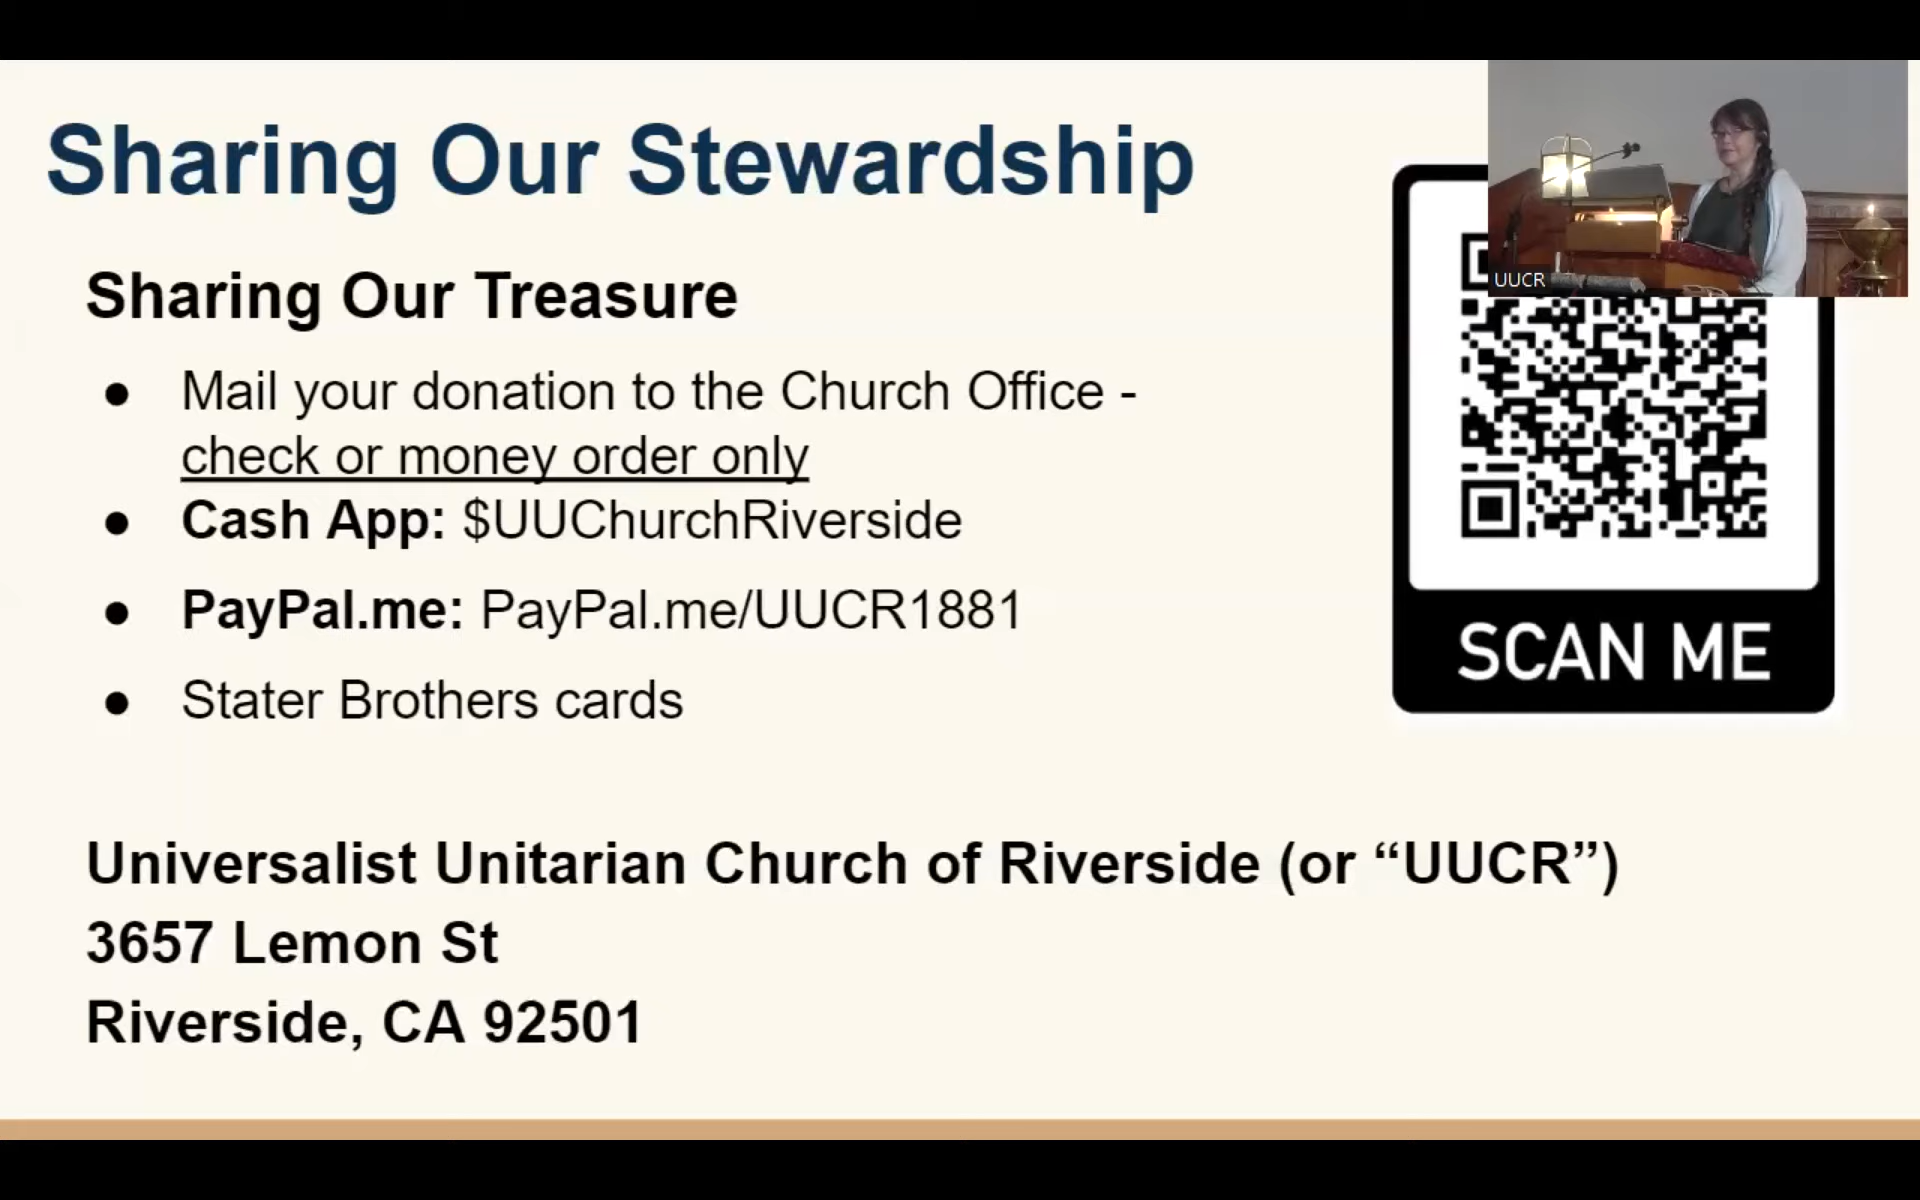 Sharing Our Stewardship
Sharing Our Treasure
● Mail your donation to the Church Office -
check or money order only
● Cash App: $UUChurchRiverside
● PayPal.me: PayPal.me/UUCR1881
● Stater Brothers cards
UUCR
SCAN ME
Universalist Unitarian Church of Riverside (or “UUCR”)
3657 Lemon St
Riverside, CA 92501